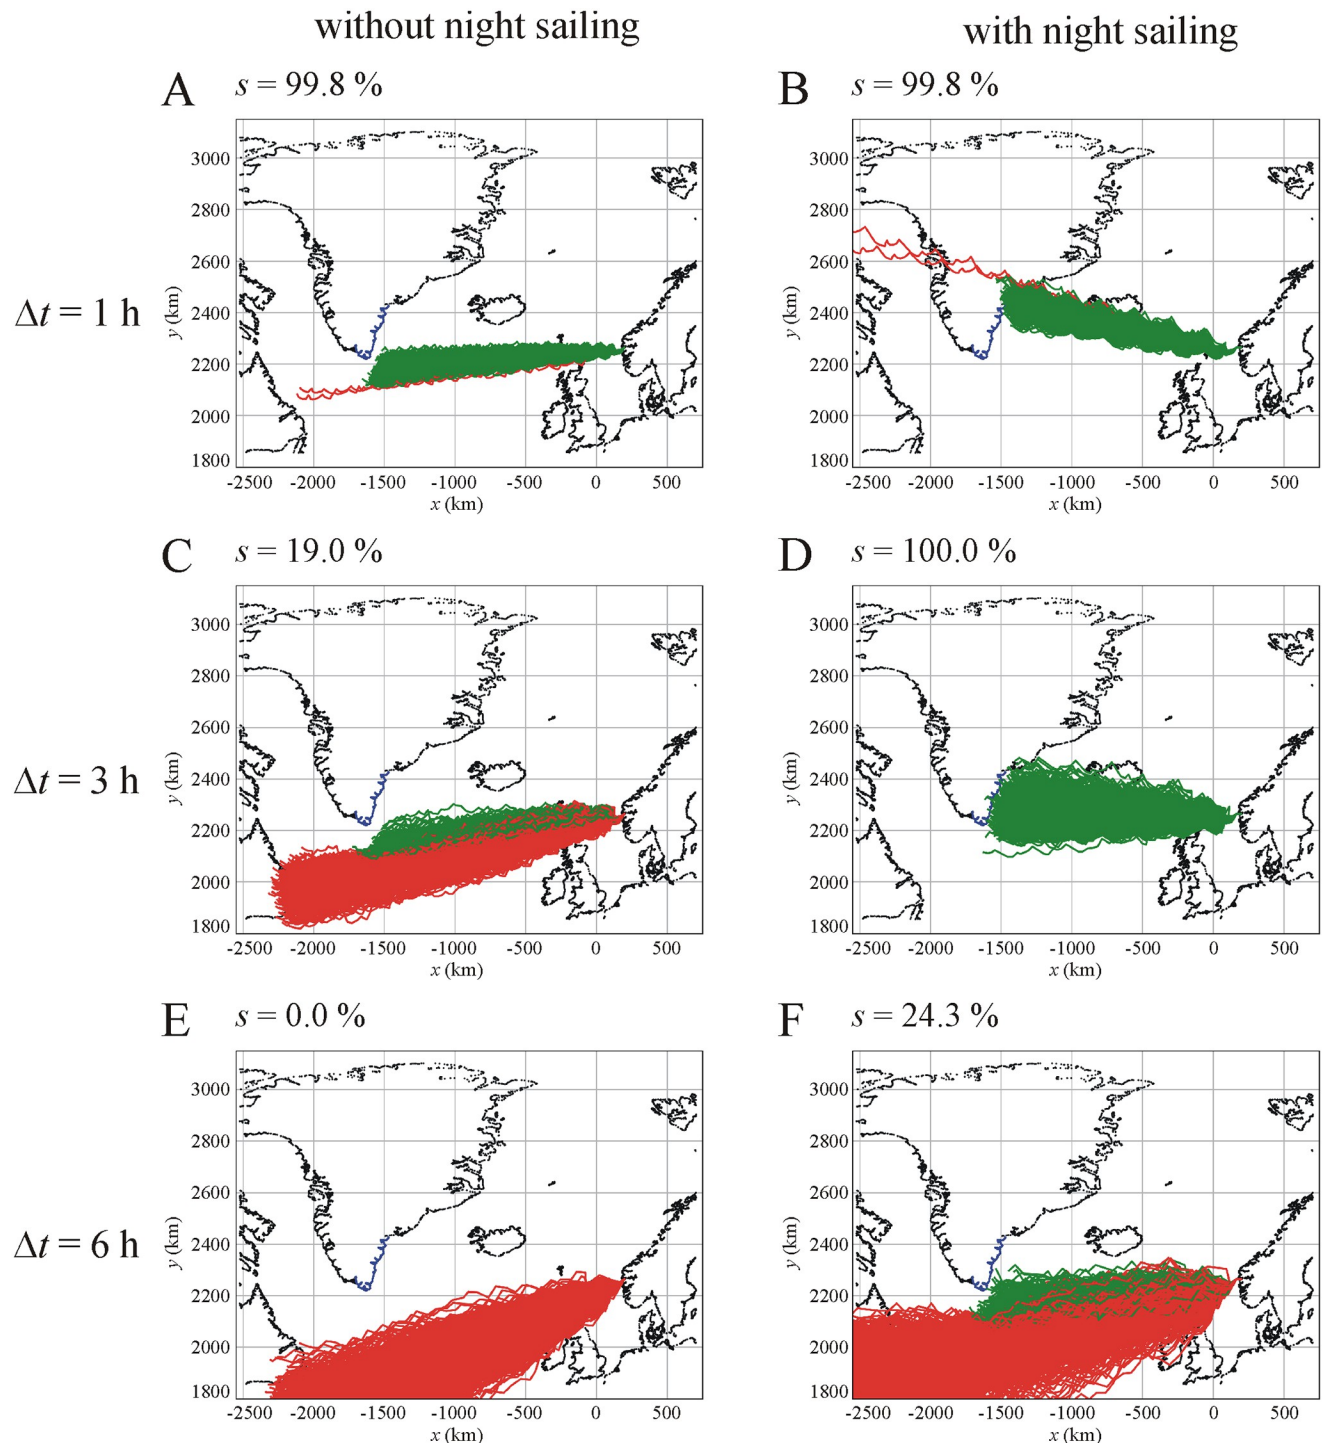 without night sailing
with night sailing
A s = 99.8 %
B s = 99.8 %
Δt = 1 h
y (km)
3000
2800
2600
2400
2200
2000
1800
-2500 -2000 -1500 -1000 -500 0 500
x (km)
y (km)
3000
2800
2600
2400
2200
2000
1800
-2500 -2000 -1500 -1000 -500 0 500
x (km)
C s = 19.0 %
D s = 100.0 %
Δt = 3 h
y (km)
3000
2800
2600
2400
2200
2000
1800
-2500 -2000 -1500 -1000 -500 0 500
x (km)
y (km)
3000
2800
2600
2400
2200
2000
1800
-2500 -2000 -1500 -1000 -500 0 500
x (km)
E s = 0.0 %
F s = 24.3 %
Δt = 6 h
y (km)
3000
2800
2600
2400
2200
2000
1800
-2500 -2000 -1500 -1000 -500 0 500
x (km)
y (km)
3000
2800
2600
2400
2200
2000
1800
-2500 -2000 -1500 -1000 -500 0 500
x (km)